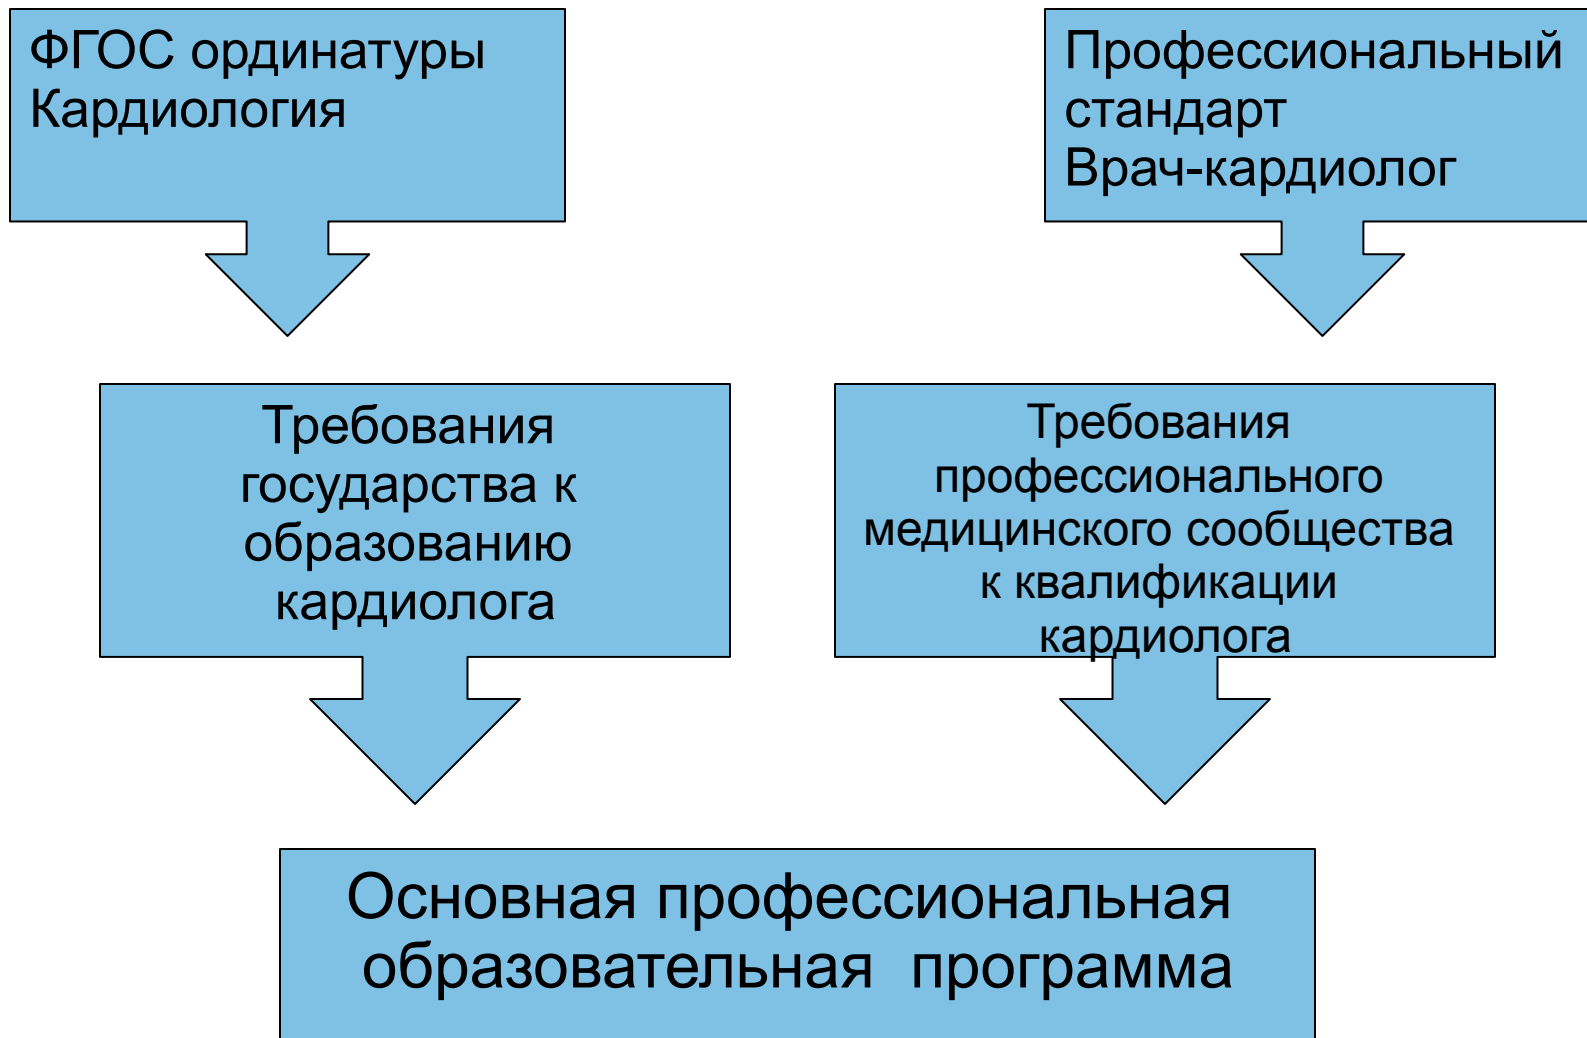 ФГОС ординатуры
Кардиология
Профессиональный
стандарт
Врач-кардиолог
Требования
государства к
образованию
кардиолога
Требования
профессионального
медицинского сообщества
к квалификации
кардиолога
Основная профессиональная
образовательная программа